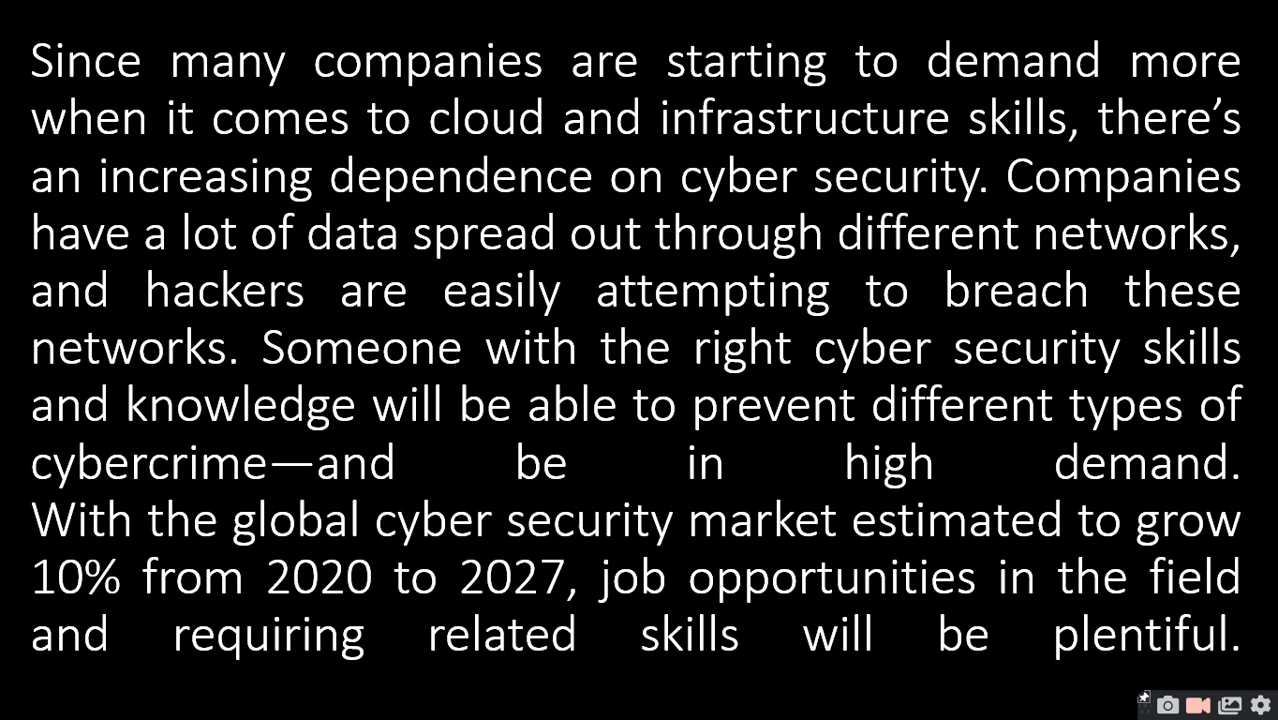 Since many companies are starting to demand more
when it comes to cloud and infrastructure skills, there’s
an increasing dependence on cyber security. Companies
have a lot of data spread out through different networks,
and hackers are easily attempting to breach these
networks. Someone with the right cyber security skills
and knowledge will be able to prevent different types of
cybercrime—and be in high demand.
With the global cyber security market estimated to grow
10% from 2020 to 2027, job opportunities in the field
and requiring related skills will be plentiful.